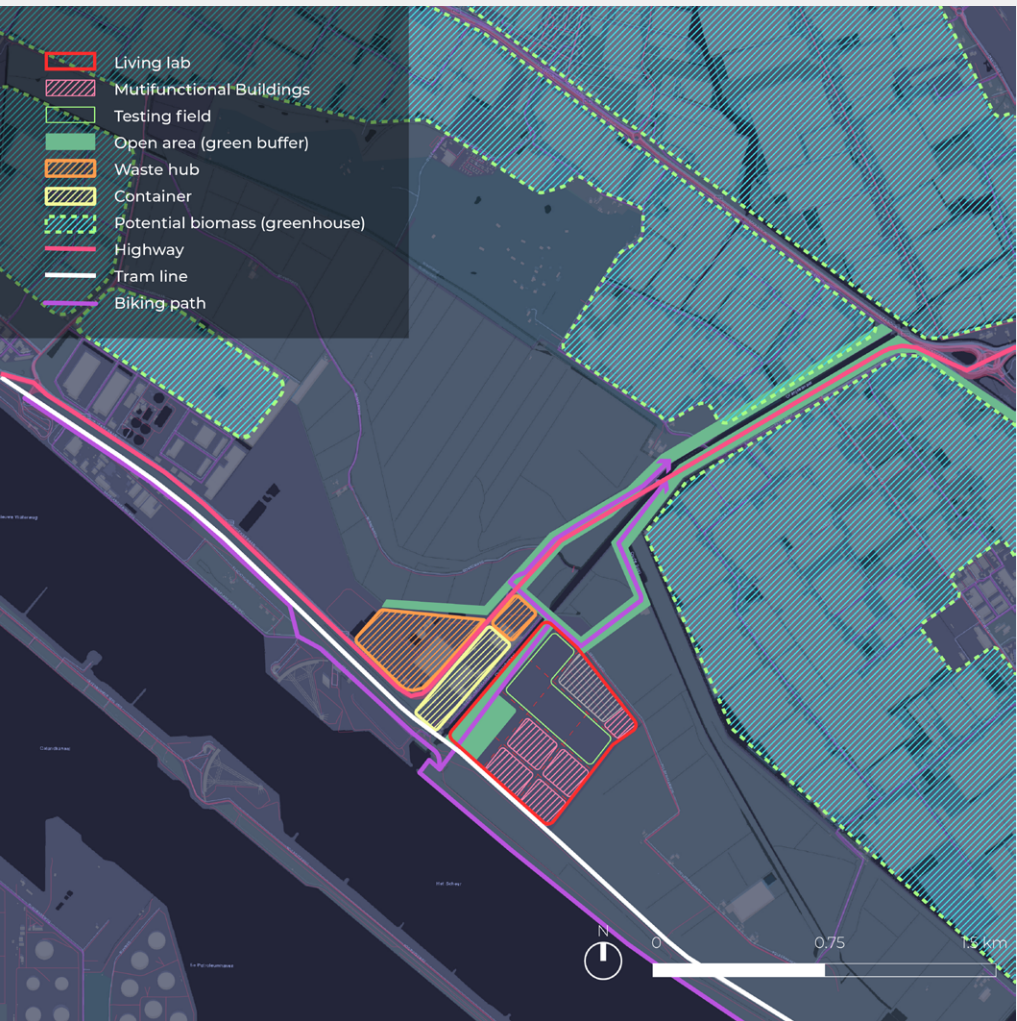 Living lab
Mutifunctional Buildings
Testing field
Open area (green buffer)
Waste hub
Container
Potential biomass (greenhouse)
Highway
Tram line
Biking path
N
0
0.75
1.5 km